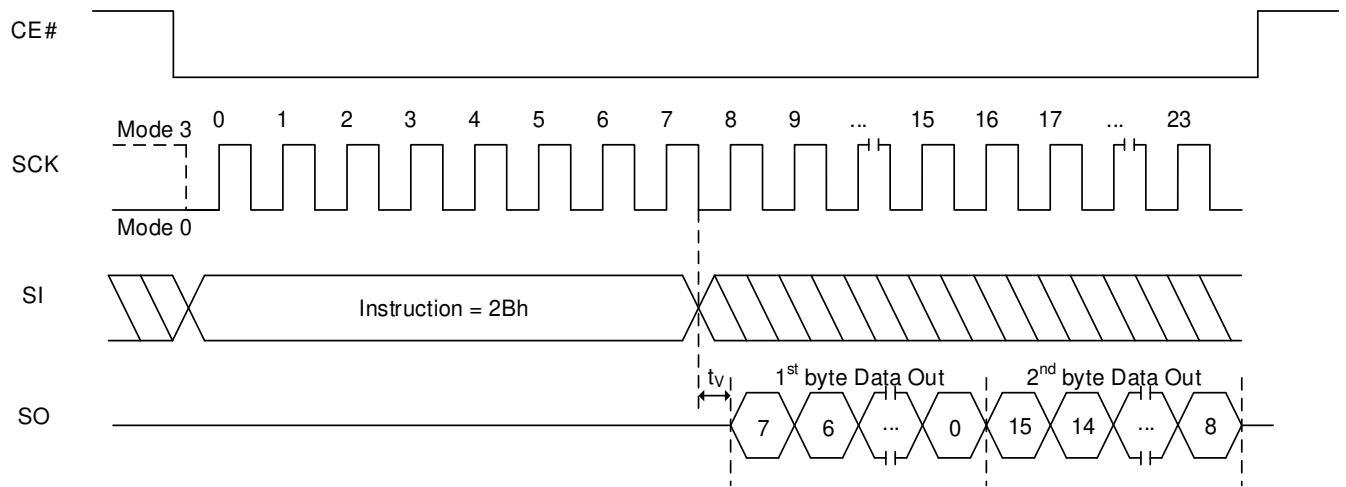 CE#
0 1 2 3 4 5 6 7 8 9 ... 15 16 17 ... 23
Mode 3
SCK
Mode 0
SI
Instruction = 2Bh
tV 1st byte Data Out 2nd byte Data Out
SO
7 6 ... 0 15 14 ... 8